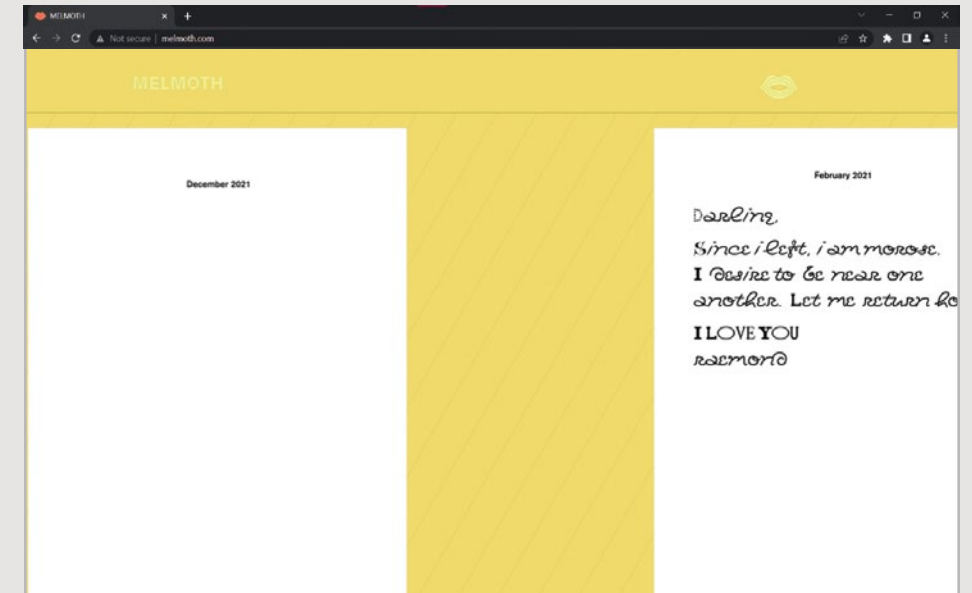 MELMOTH
Not secure | melmoth.com
MELMOTH
December 2021
February 2021
Darling,
Since i left, i am morose.
I desire to be near one
another. Let me return ho
I LOVE YOU
raemond